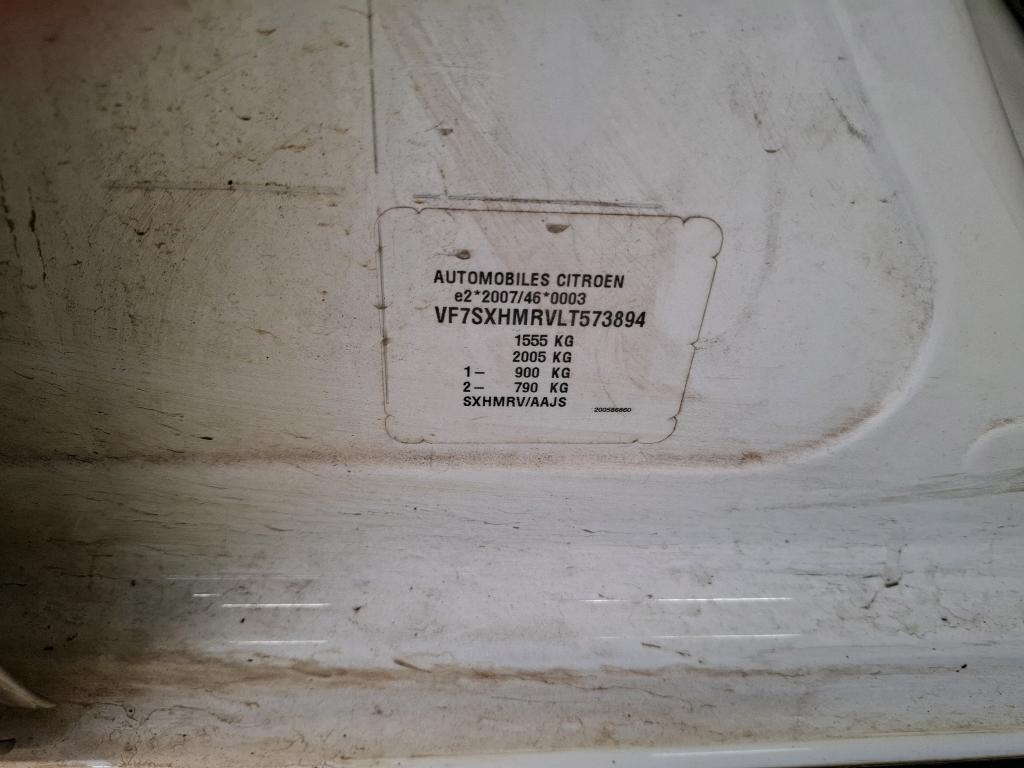 AUTOMOBILES CITROEN
e2*2007/46*0003
VF7SXHMRVLT573894
1555 KG
2005 KG
1– 900 KG
2– 790 KG
SXHMRV/AAJS
200586860